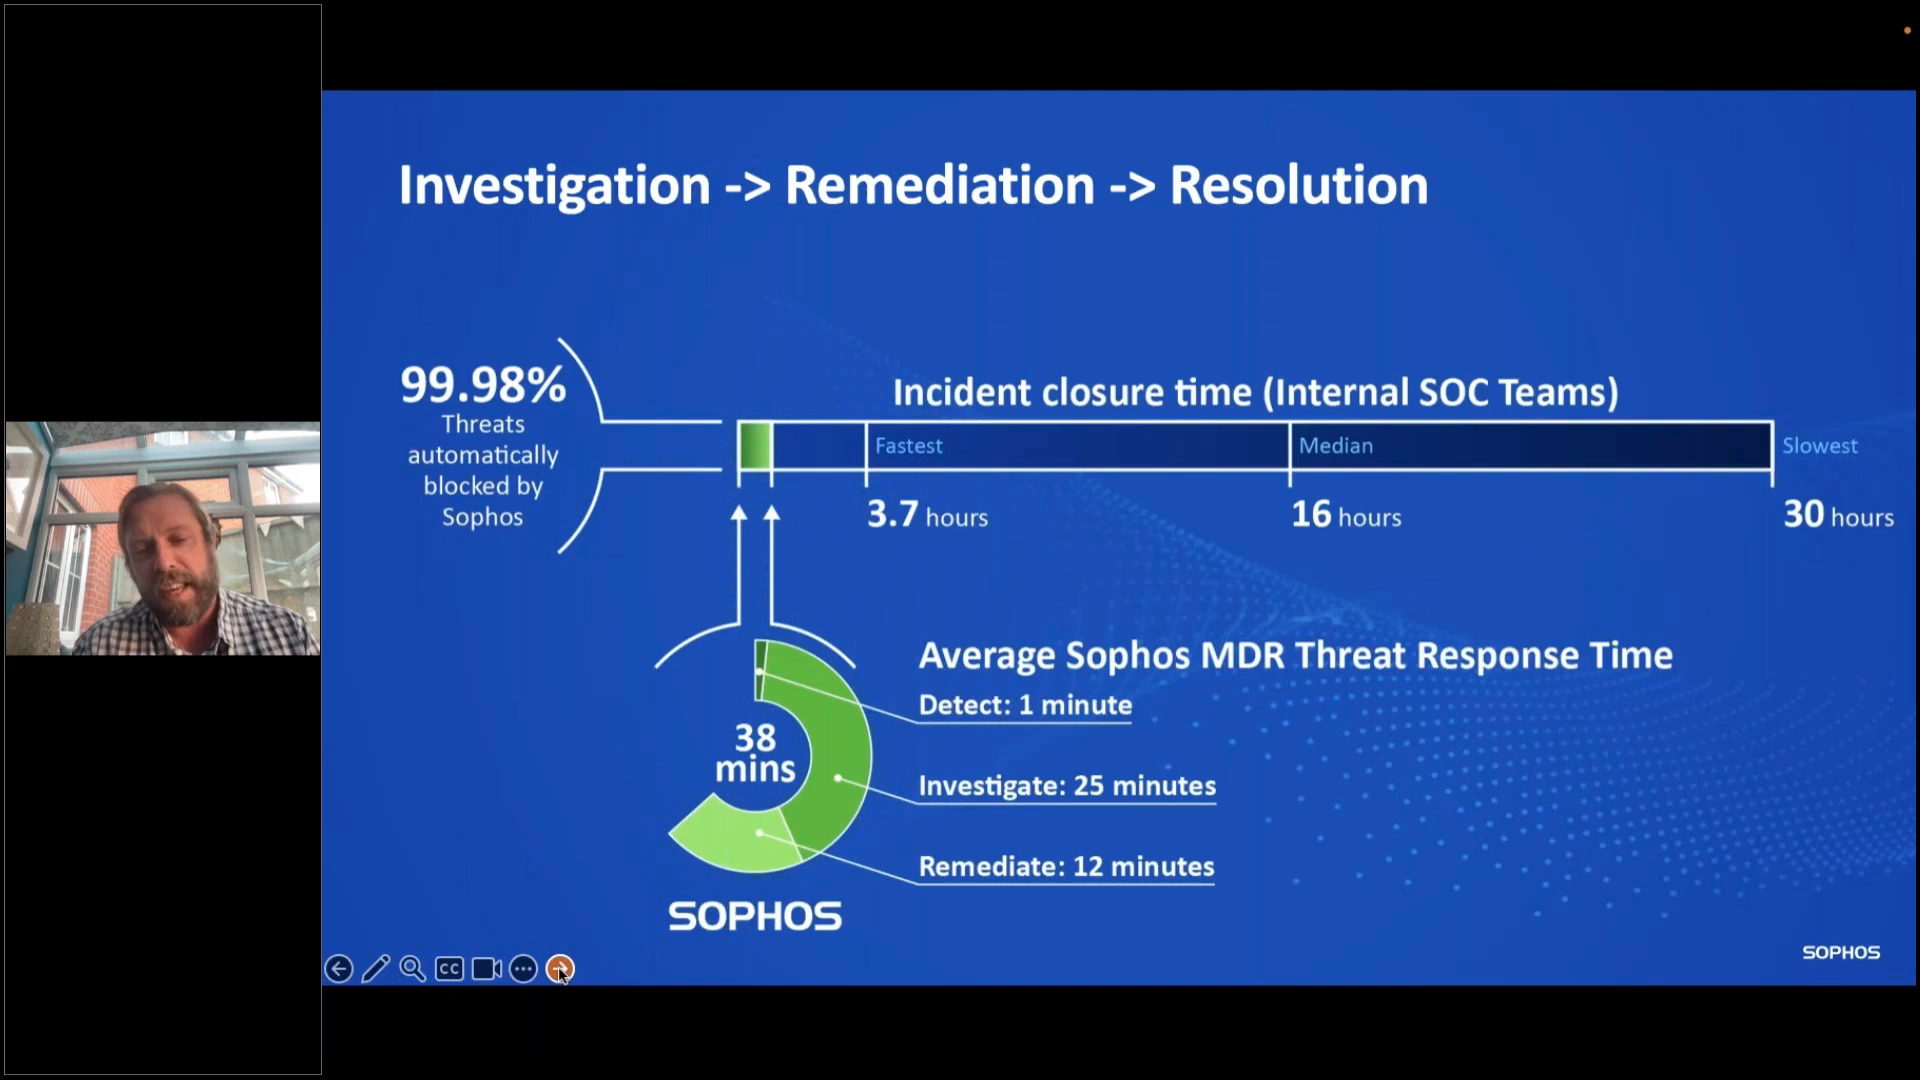 Investigation -> Remediation -> Resolution
99.98%
Threats
automatically
blocked by
Sophos
Incident closure time (Internal SOC Teams)
Fastest
Median
Slowest
3.7 hours
16 hours
30 hours
Average Sophos MDR Threat Response Time
Detect: 1 minute
38
mins
Investigate: 25 minutes
Remediate: 12 minutes
SOPHOS
SOPHOS
CC